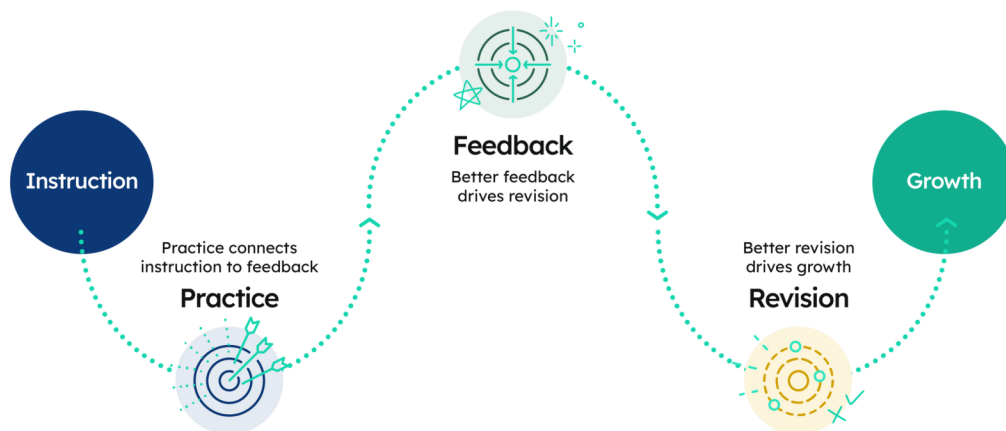 Instruction
Practice connects
instruction to feedback
Practice
Feedback
Better feedback
drives revision
Better revision
drives growth
Revision
Growth